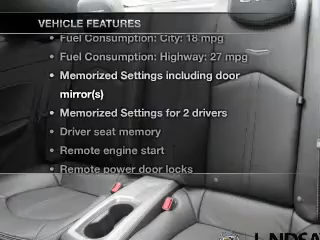 VEHICLE FEATURES
• Fuel Consumption: City: 18 mpg
• Fuel Consumption: Highway: 27 mpg
• Memorized Settings including door
mirror(s)
• Memorized Settings for 2 drivers
• Driver seat memory
• Remote engine start
• Remote power door locks